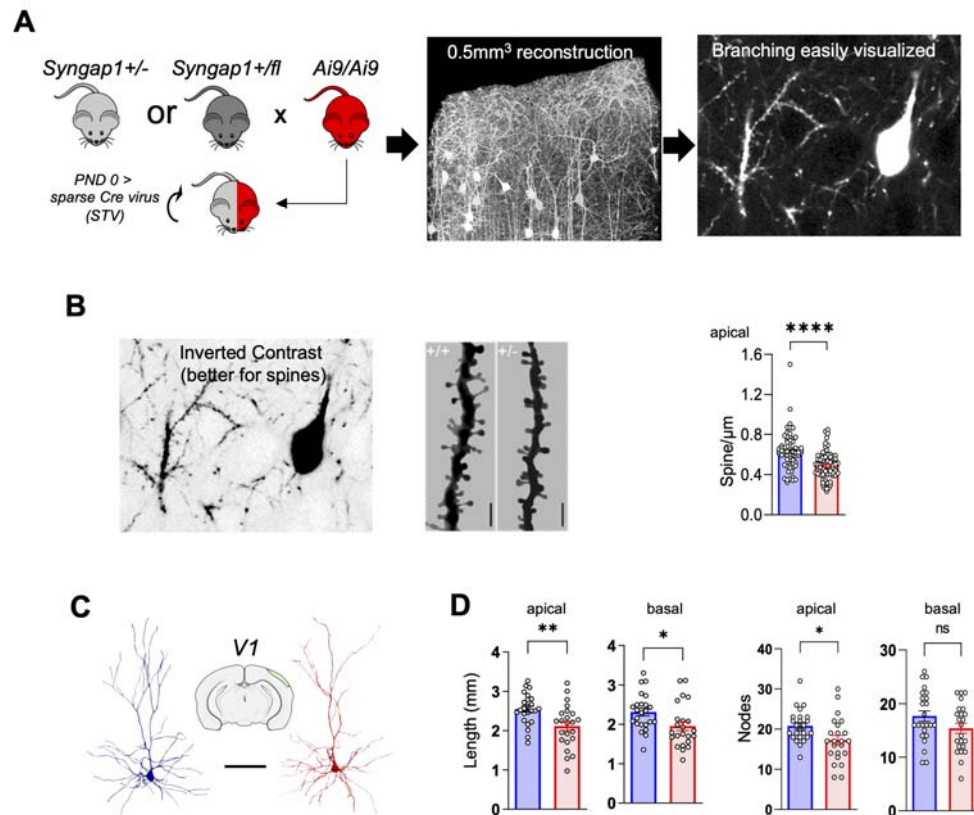 A
Syngap1+/-
or
Syngap1+/fl
x
Ai9/Ai9
PND 0 >
sparse Cre virus
(STV)
0.5mm³ reconstruction
Branching easily visualized
B
Inverted Contrast
(better for spines)
+/+
+/-
apical
****
Spine/µm
1.6
1.2
0.8
0.4
0.0
C
V1
D
apical
**
Length (mm)
4
3
2
1
0
basal
*
4
3
2
1
0
apical
*
Nodes
40
30
20
10
0
basal
ns
30
20
10
0